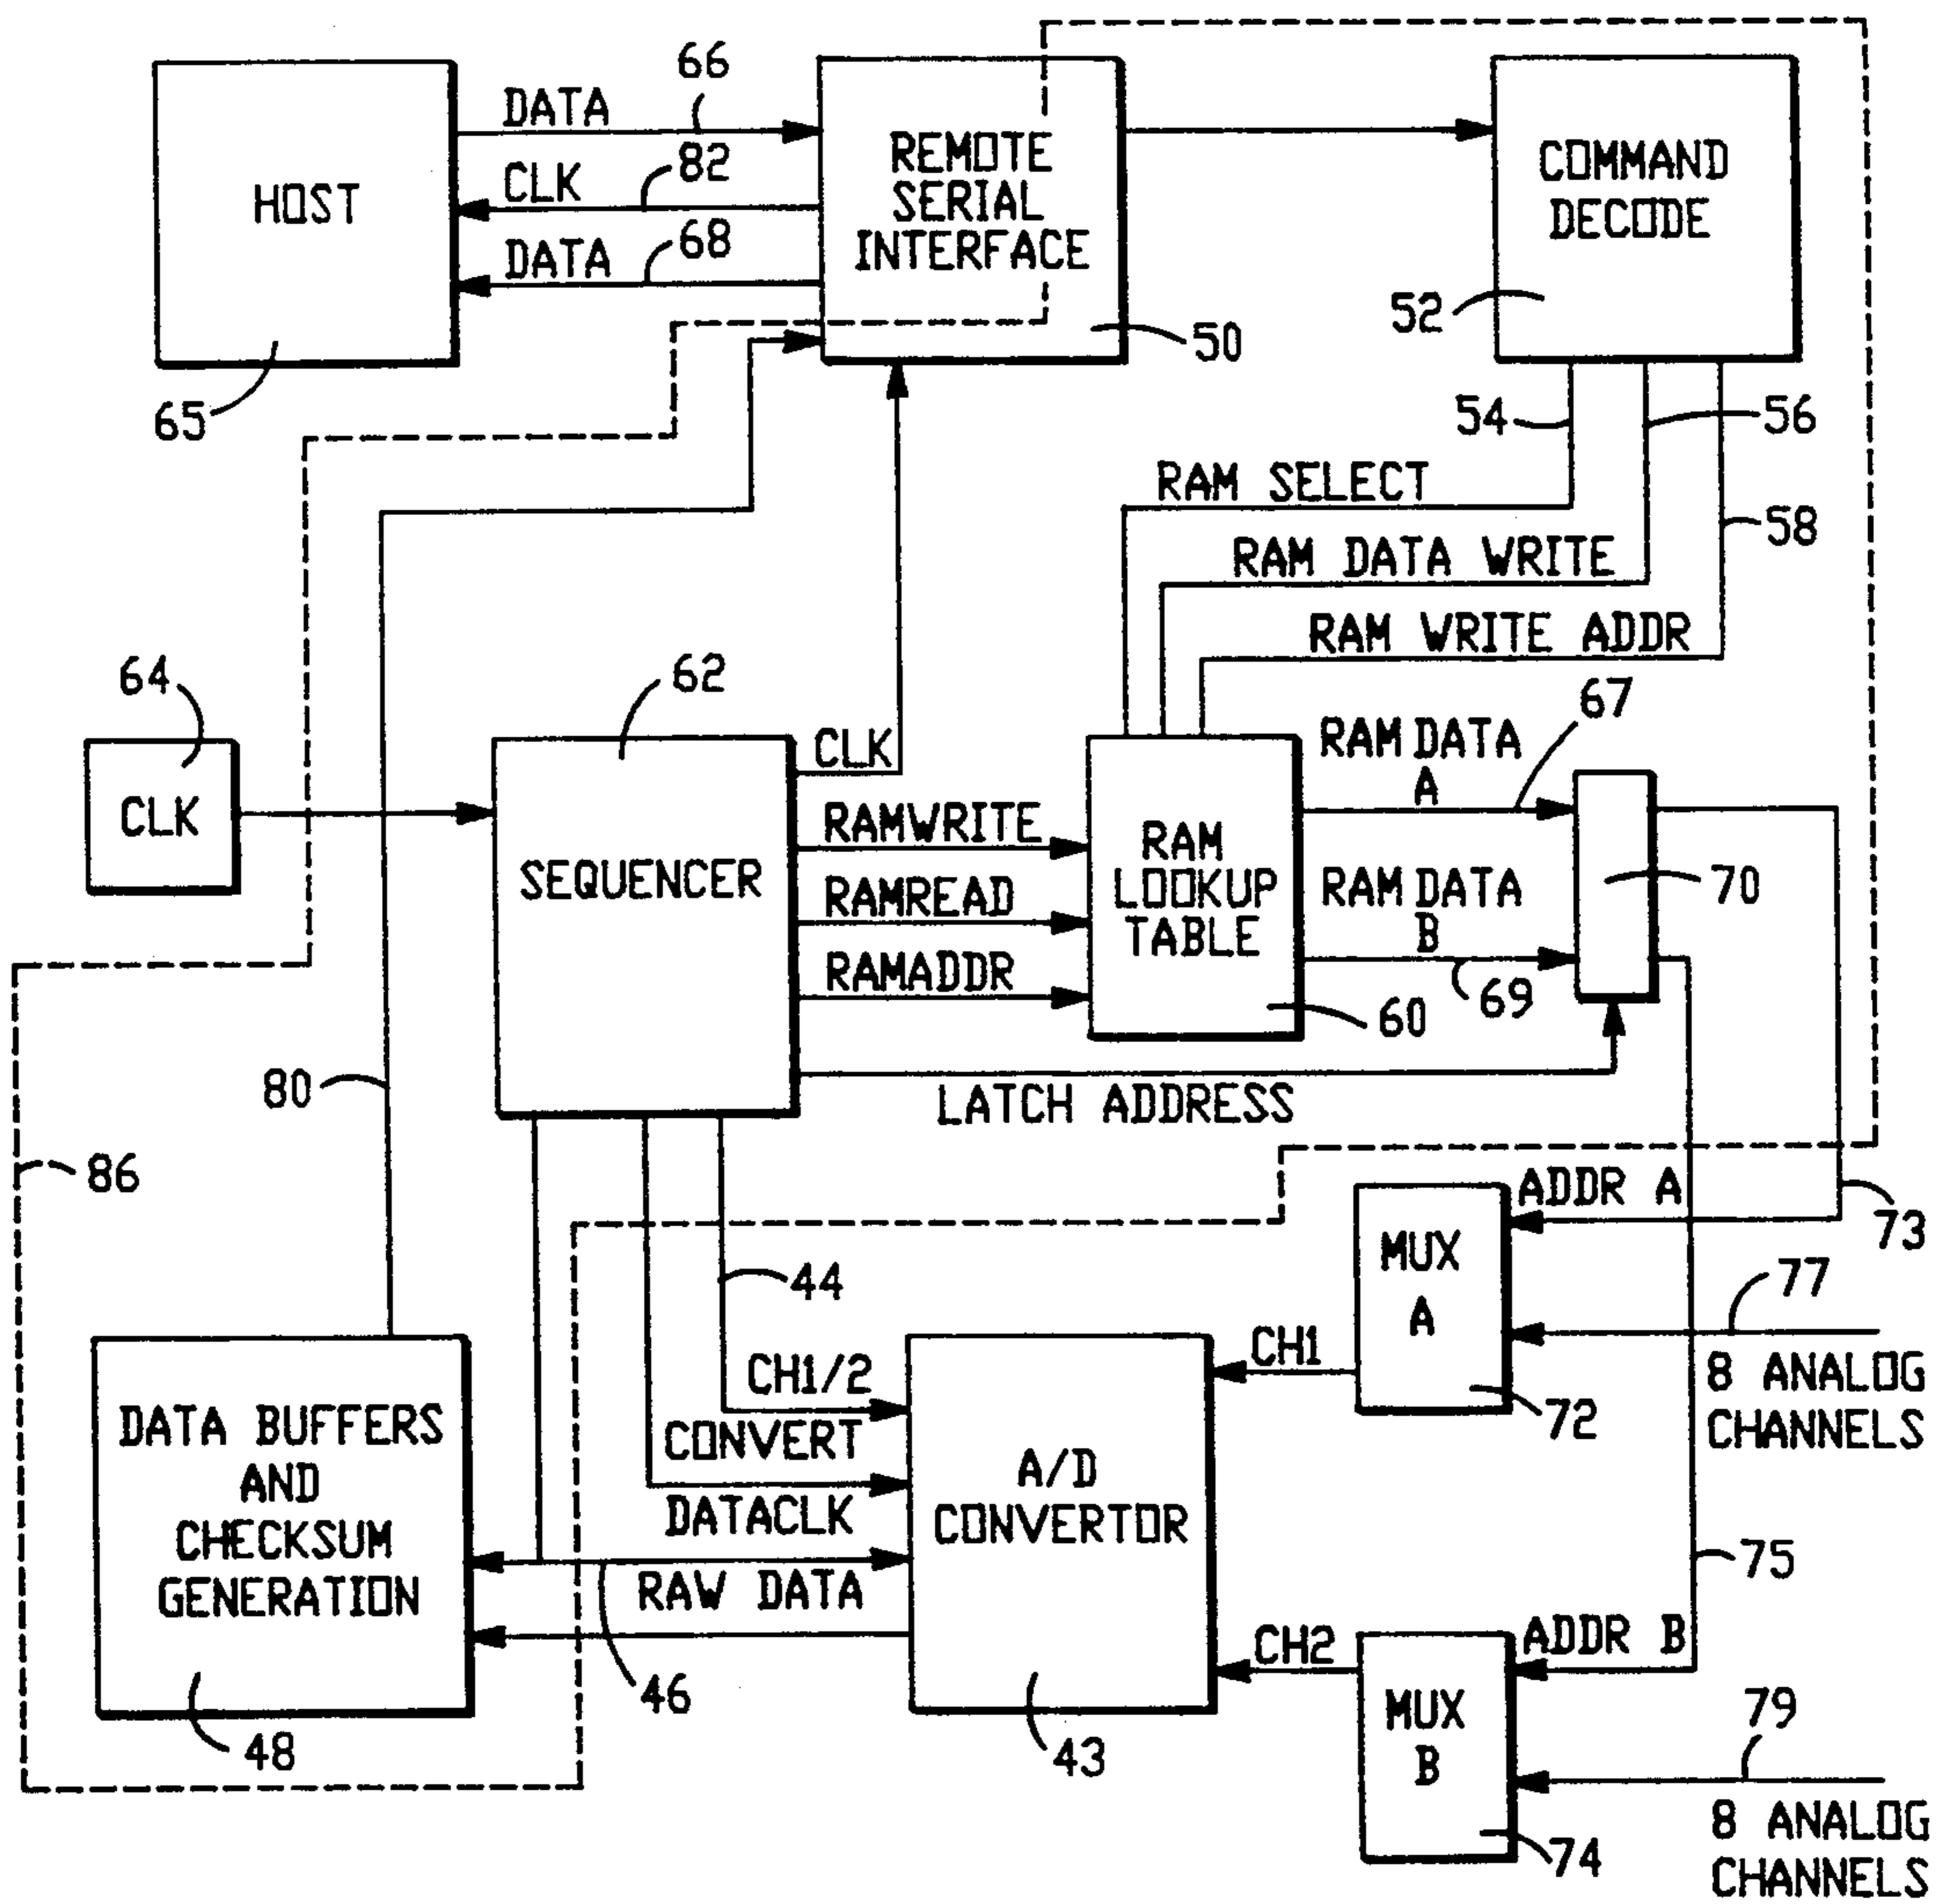 66
DATA
82
CLK
68
DATA
HOST
65
REMOTE
SERIAL
INTERFACE
50
COMMAND
DECODE
52
54
56
58
RAM SELECT
RAM DATA WRITE
RAM WRITE ADDR
64
CLK
62
SEQUENCER
CLK
RAMWRITE
RAMREAD
RAMADDR
LATCH ADDRESS
RAM
LOOKUP
TABLE
60
RAM DATA
A
67
RAM DATA
B
69
70
80
86
44
ADDR A
73
MUX
A
72
77
8 ANALOG
CHANNELS
CH1
CH1/2
CONVERT
DATACLK
RAW DATA
46
DATA BUFFERS
AND
CHECKSUM
GENERATION
48
A/D
CONVERTOR
43
75
CH2
ADDR B
MUX
B
74
79
8 ANALOG
CHANNELS